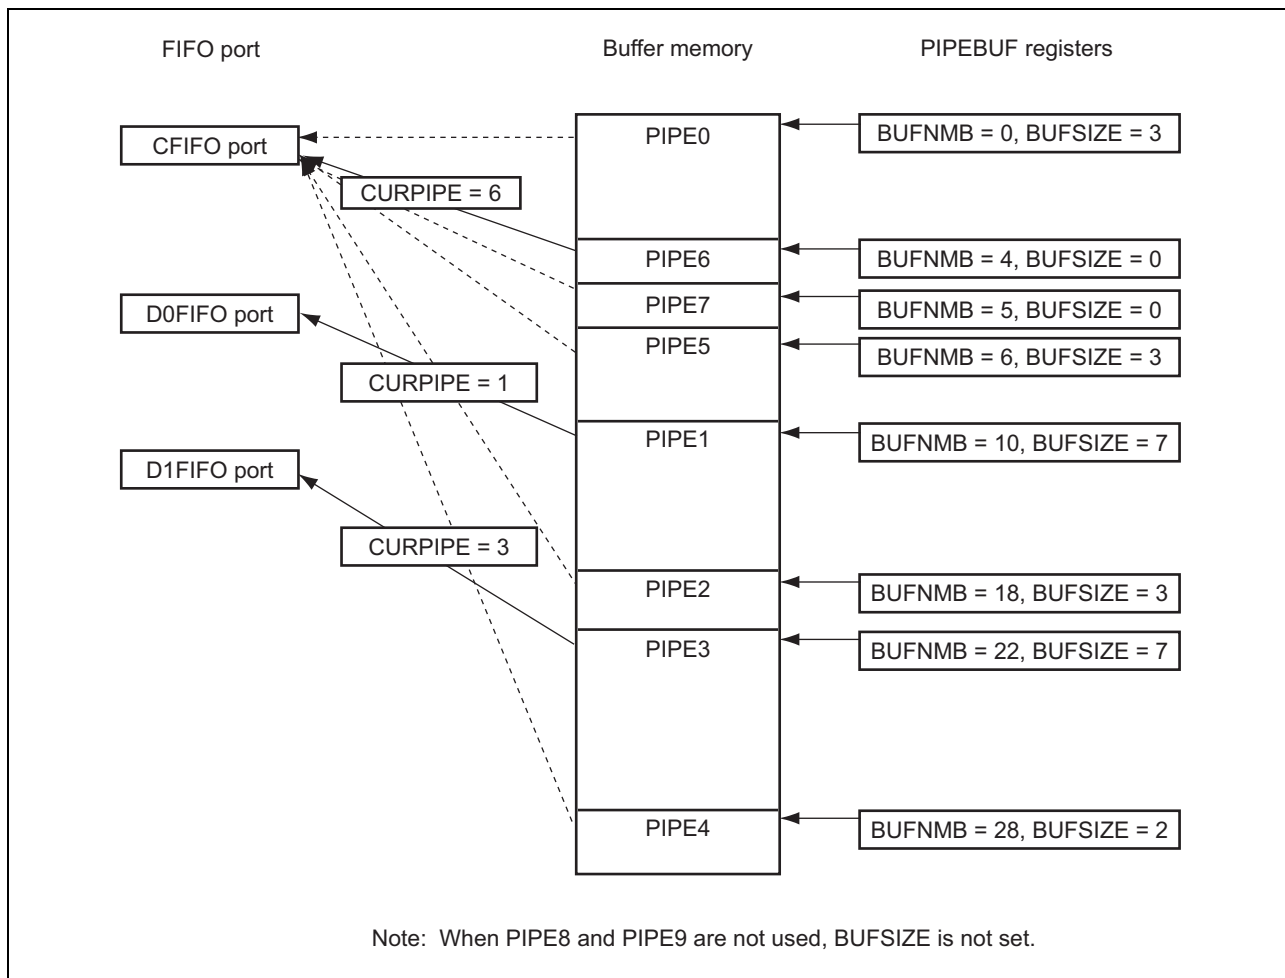 FIFO port Buffer memory PIPEBUF registers
CFIFO port PIPE0 BUFNMB = 0, BUFSIZE = 3
CURPIPE = 6
PIPE6 BUFNMB = 4, BUFSIZE = 0
D0FIFO port PIPE7 BUFNMB = 5, BUFSIZE = 0
PIPE5 BUFNMB = 6, BUFSIZE = 3
CURPIPE = 1
PIPE1 BUFNMB = 10, BUFSIZE = 7
D1FIFO port
CURPIPE = 3
PIPE2 BUFNMB = 18, BUFSIZE = 3
PIPE3 BUFNMB = 22, BUFSIZE = 7
PIPE4 BUFNMB = 28, BUFSIZE = 2
Note: When PIPE8 and PIPE9 are not used, BUFSIZE is not set.